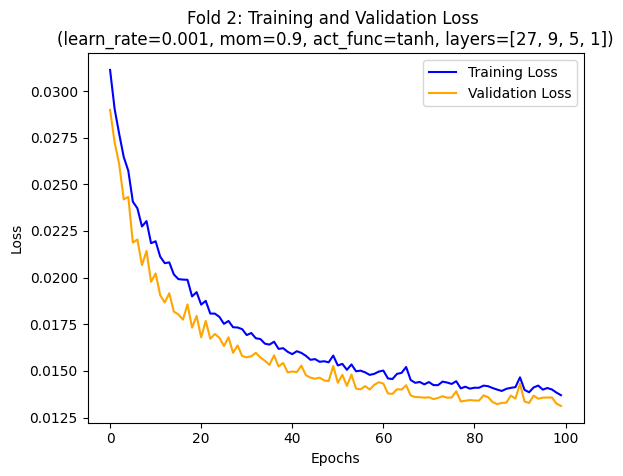 Fold 2: Training and Validation Loss
(learn_rate=0.001, mom=0.9, act_func=tanh, layers=[27, 9, 5, 1])
Training Loss
Validation Loss
Loss
0.0300
0.0275
0.0250
0.0225
0.0200
0.0175
0.0150
0.0125
0
20
40
60
80
100
Epochs